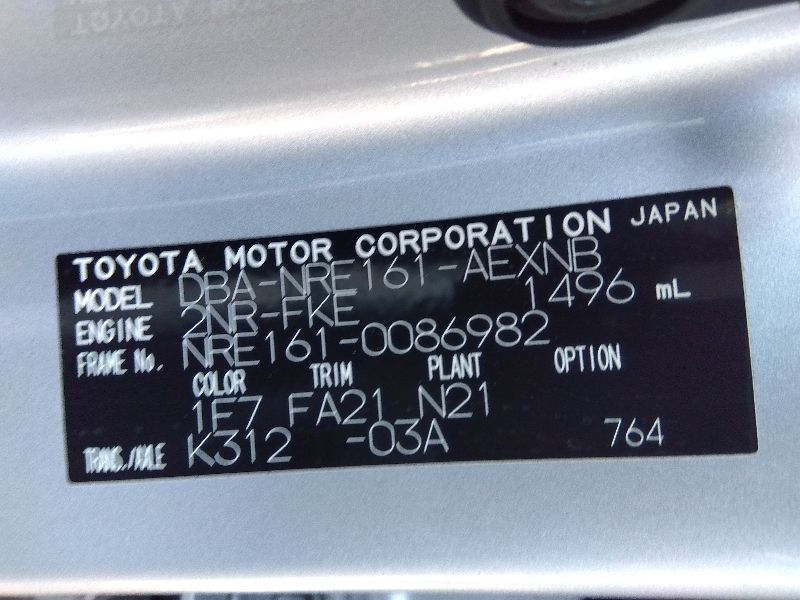 TOYOTA MOTOR CORPORATION JAPAN
MODEL DBA-NRE161-AEXNB
ENGINE 2NR-FKE 1496 mL
FRAME No. NRE161-0086982
COLOR TRIM PLANT OPTION
1F7 FA21 N21
TRANS./AXLE K312 -03A 764